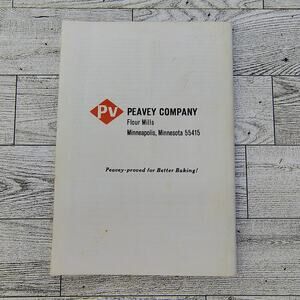 PV
PEAVEY COMPANY
Flour Mills
Minneapolis, Minnesota 55415
Peavey-proved for Better Baking!